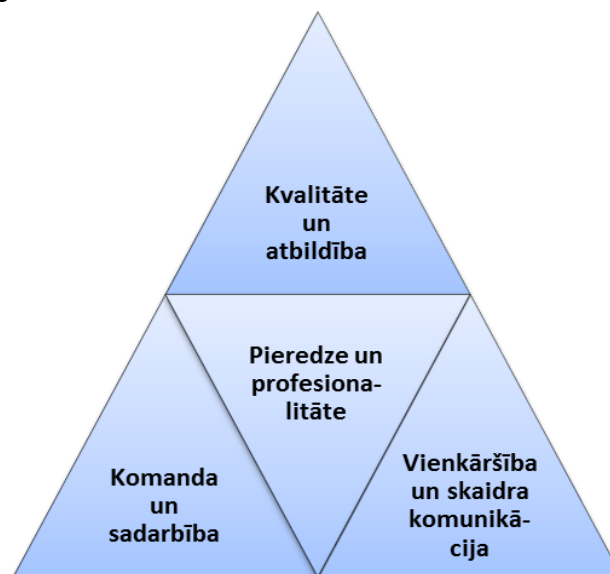 Kvalitāte
un
atbildība
Pieredze un
profesiona-
litāte
Komanda
un
sadarbība
Vienkāršība
un skaidra
komunikā-
cija